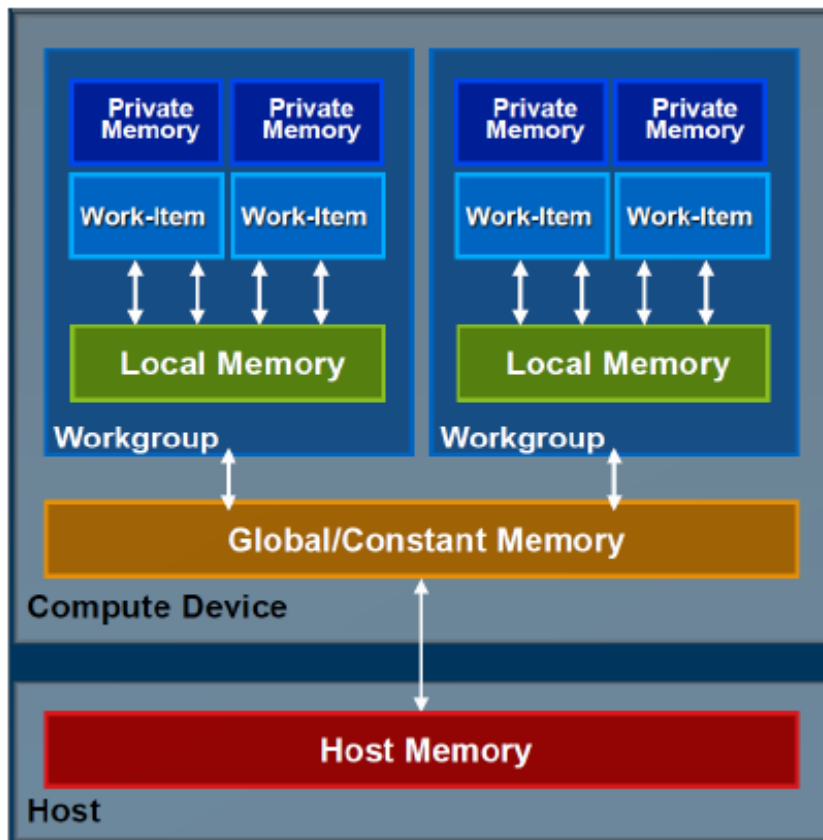 Private Memory
Private Memory
Private Memory
Private Memory
Work-Item
Work-Item
Work-Item
Work-Item
Local Memory
Local Memory
Workgroup
Workgroup
Global/Constant Memory
Compute Device
Host Memory
Host